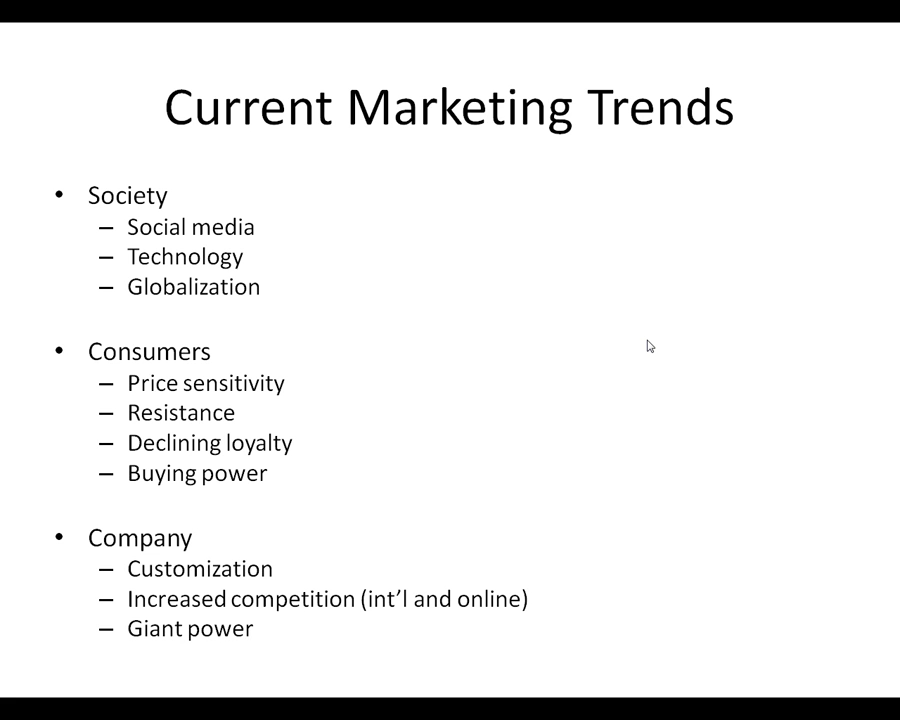 Current Marketing Trends
• Society
– Social media
– Technology
– Globalization
• Consumers
– Price sensitivity
– Resistance
– Declining loyalty
– Buying power
• Company
– Customization
– Increased competition (int’l and online)
– Giant power